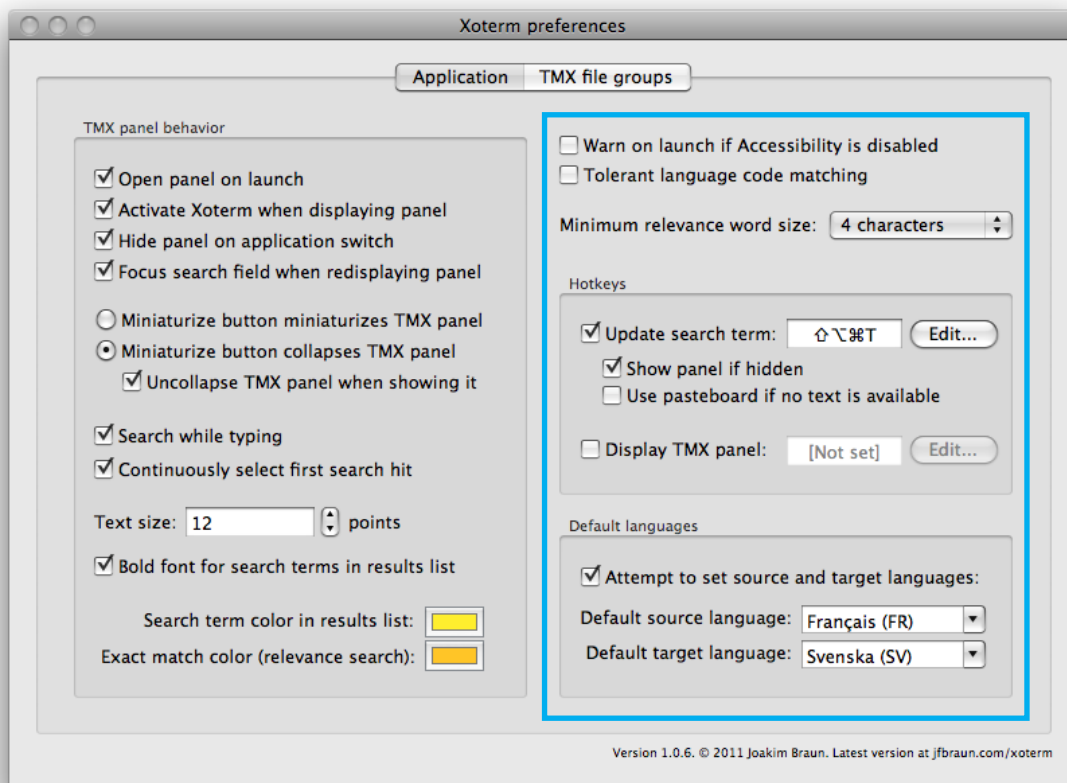 Xoterm preferences
Application TMX file groups
TMX panel behavior
Open panel on launch
Activate Xoterm when displaying panel
Hide panel on application switch
Focus search field when redisplaying panel
Miniaturize button miniaturizes TMX panel
Miniaturize button collapses TMX panel
Uncollapse TMX panel when showing it
Search while typing
Continuously select first search hit
Text size: 12 points
Bold font for search terms in results list
Search term color in results list:
Exact match color (relevance search):
Warn on launch if Accessibility is disabled
Tolerant language code matching
Minimum relevance word size: 4 characters
Hotkeys
Update search term: ⇧⌥⌘T Edit...
Show panel if hidden
Use pasteboard if no text is available
Display TMX panel: [Not set] Edit...
Default languages
Attempt to set source and target languages:
Default source language: Français (FR)
Default target language: Svenska (SV)
Version 1.0.6. © 2011 Joakim Braun. Latest version at jfbraun.com/xoterm